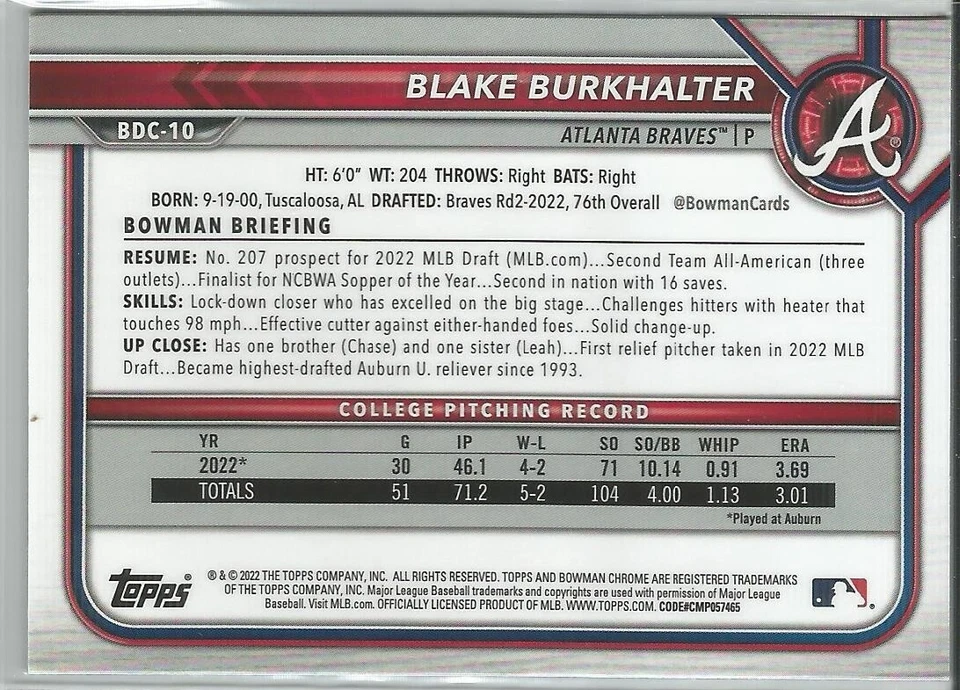 BLAKE BURKHALTER
BDC-10
ATLANTA BRAVES™ | P
A®
HT: 6'0" WT: 204 THROWS: Right BATS: Right
BORN: 9-19-00, Tuscaloosa, AL DRAFTED: Braves Rd2-2022, 76th Overall @BowmanCards
BOWMAN BRIEFING
RESUME: No. 207 prospect for 2022 MLB Draft (MLB.com)...Second Team All-American (three
outlets)...Finalist for NCBWA Sopper of the Year...Second in nation with 16 saves.
SKILLS: Lock-down closer who has excelled on the big stage...Challenges hitters with heater that
touches 98 mph...Effective cutter against either-handed foes...Solid change-up.
UP CLOSE: Has one brother (Chase) and one sister (Leah)...First relief pitcher taken in 2022 MLB
Draft...Became highest-drafted Auburn U. reliever since 1993.
COLLEGE PITCHING RECORD
YR G IP W-L SO SO/BB WHIP ERA
2022* 30 46.1 4-2 71 10.14 0.91 3.69
TOTALS 51 71.2 5-2 104 4.00 1.13 3.01
*Played at Auburn
Topps®
® & © 2022 THE TOPPS COMPANY, INC. ALL RIGHTS RESERVED. TOPPS AND BOWMAN CHROME ARE REGISTERED TRADEMARKS
OF THE TOPPS COMPANY, INC. Major League Baseball trademarks and copyrights are used with permission of Major League
Baseball. Visit MLB.com. OFFICIALLY LICENSED PRODUCT OF MLB. WWW.TOPPS.COM. CODE#CMP057465